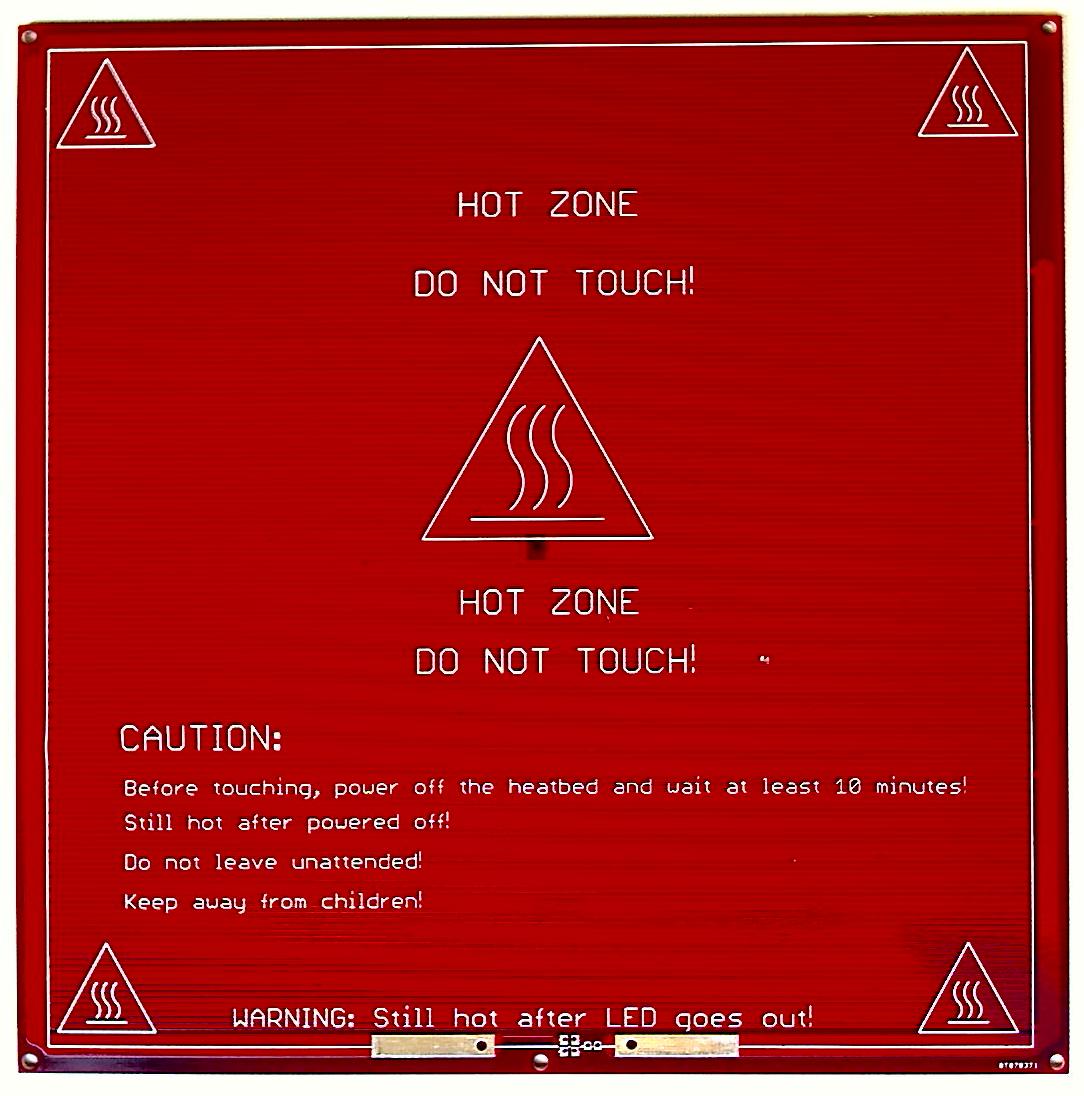 HOT ZONE
DO NOT TOUCH!
HOT ZONE
DO NOT TOUCH!
CAUTION:
Before touching, power off the heatbed and wait at least 10 minutes!
Still hot after powered off!
Do not leave unattended!
Keep away from children!
WARNING: Still hot after LED goes out!